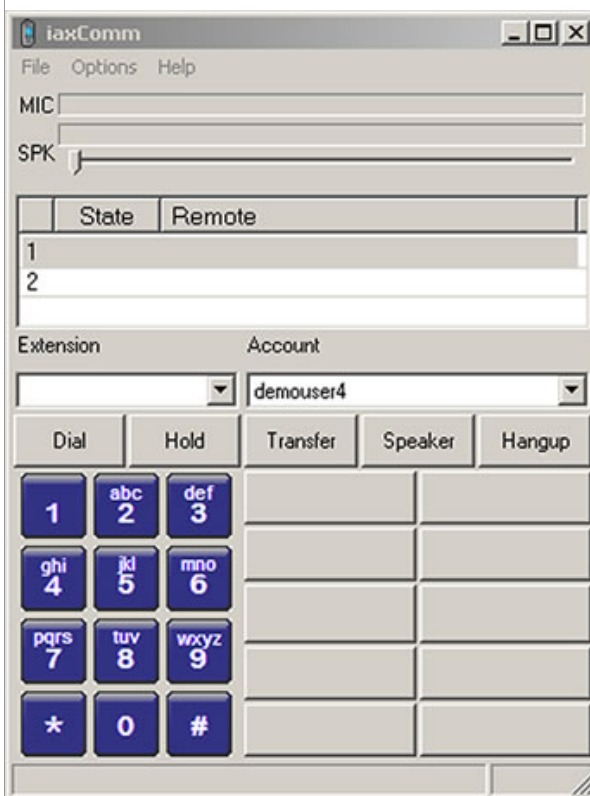 iaxComm
File Options Help
MIC
SPK
State Remote
1
2
Extension Account
demouser4
Dial Hold Transfer Speaker Hangup
1 abc 2 def 3
ghi 4 jkl 5 mno 6
pqrs 7 tuv 8 wxyz 9
* 0 #